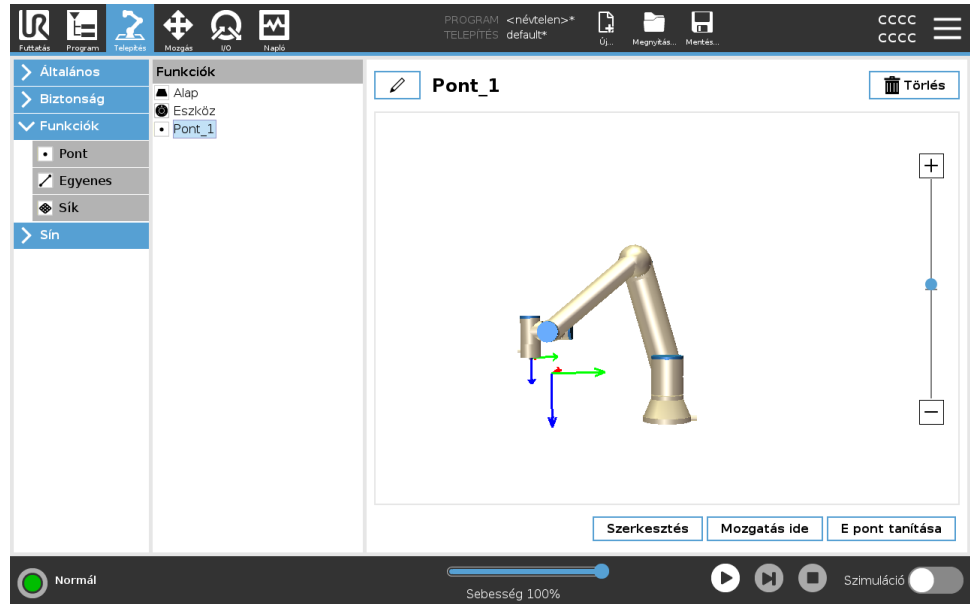 UR
Futtatás
Program
Telepítés
Mozgás
I/O
Napló
PROGRAM <névtelen>*
TELEPÍTÉS default*
Új...
Megnyitás...
Mentés...
CCCC
CCCC
Általános
Biztonság
Funkciók
Pont
Egyenes
Sík
Sín
Funkciók
Alap
Eszköz
Pont_1
Pont_1
Törlés
Szerkesztés
Mozgatás ide
E pont tanítása
Normál
Sebesség 100%
Szimuláció